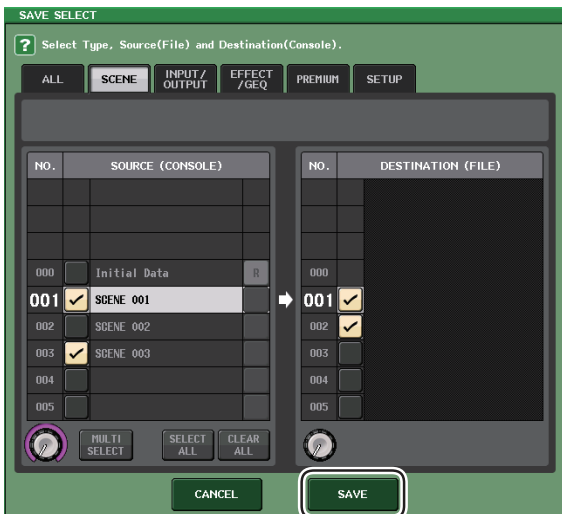 SAVE SELECT
? Select Type, Source(File) and Destination(Console).
ALL SCENE INPUT/ OUTPUT EFFECT /GEQ PREMIUM SETUP
NO. SOURCE (CONSOLE) NO. DESTINATION (FILE)
000 Initial Data R 000
001 SCENE 001 001
002 SCENE 002 002
003 SCENE 003 003
004 004
005 005
MULTI SELECT SELECT ALL CLEAR ALL
CANCEL SAVE